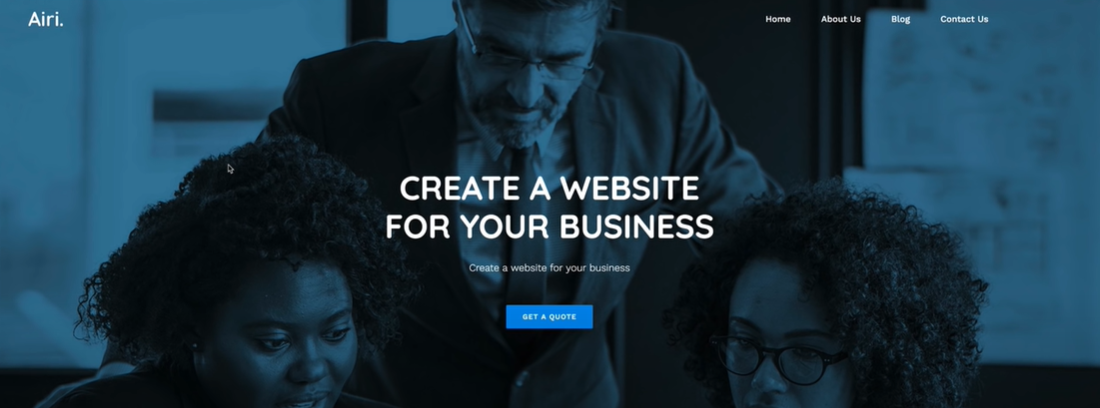 Airi.
Home About Us Blog Contact Us
CREATE A WEBSITE
FOR YOUR BUSINESS
Create a website for your business
GET A QUOTE